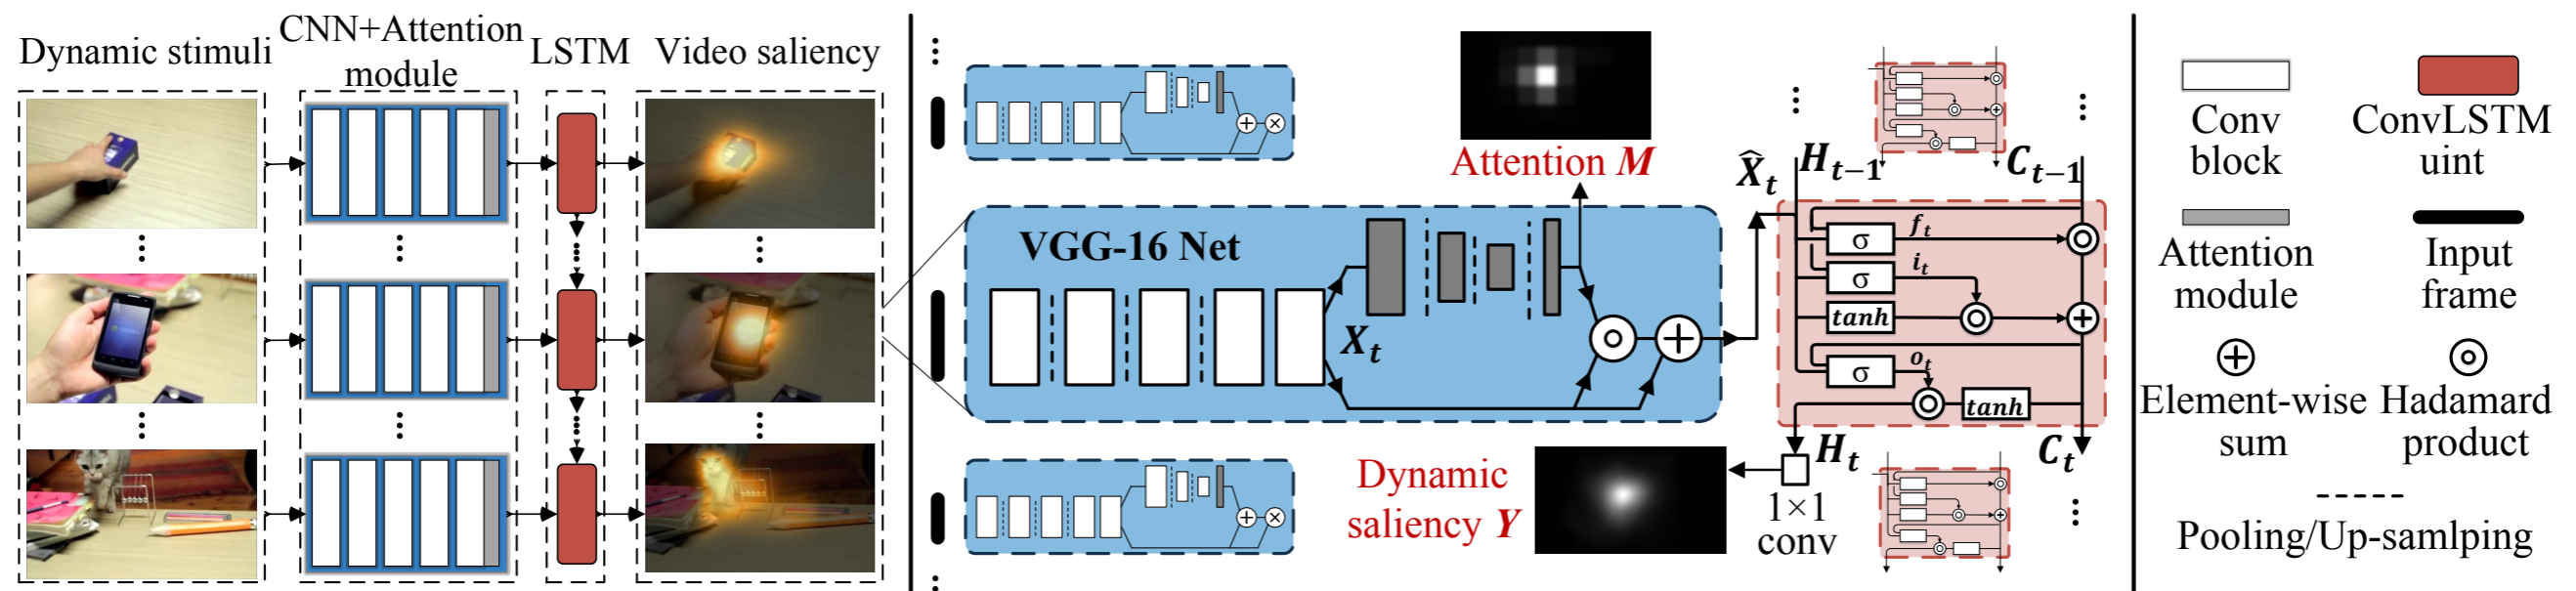 Dynamic stimuli
CNN+Attention
module
LSTM
Video saliency
VGG-16 Net
X_t
Attention M
X̂_t
H_{t-1}
C_{t-1}
σ
f_t
σ
i_t
tanh
σ
o_t
tanh
H_t
C_t
Dynamic
saliency Y
1×1
conv
Conv
block
ConvLSTM
uint
Attention
module
Input
frame
Element-wise
sum
Hadamard
product
Pooling/Up-samlping